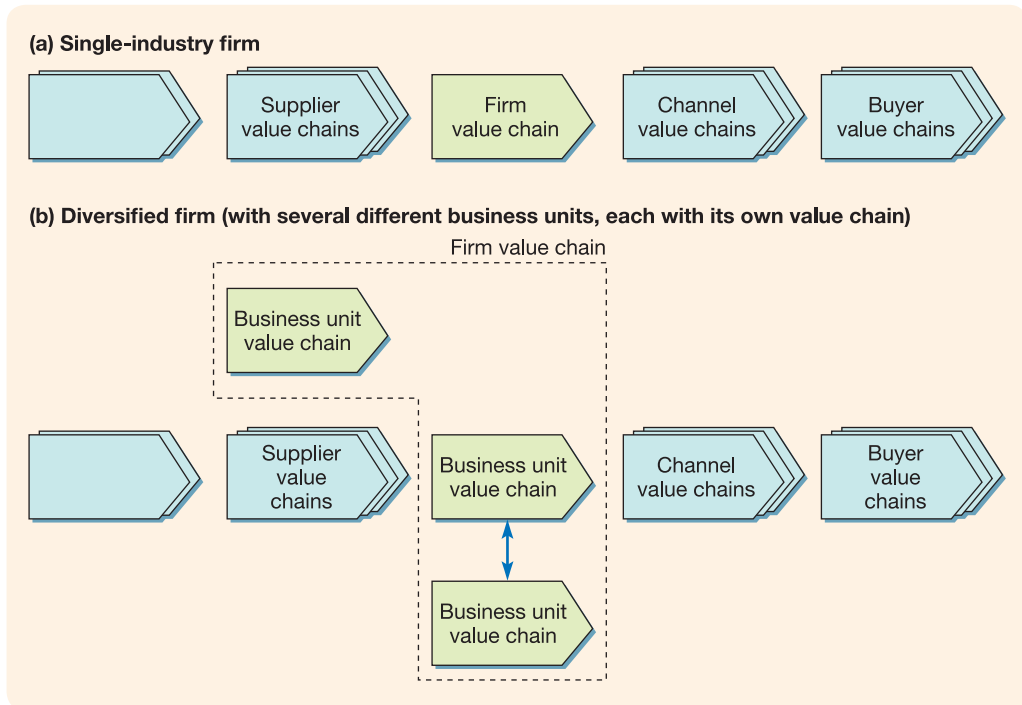 (a) Single-industry firm
Supplier
value chains
Firm
value chain
Channel
value chains
Buyer
value chains
(b) Diversified firm (with several different business units, each with its own value chain)
Firm value chain
Business unit
value chain
Supplier
value
chains
Business unit
value chain
Channel
value chains
Buyer
value
chains
Business unit
value chain